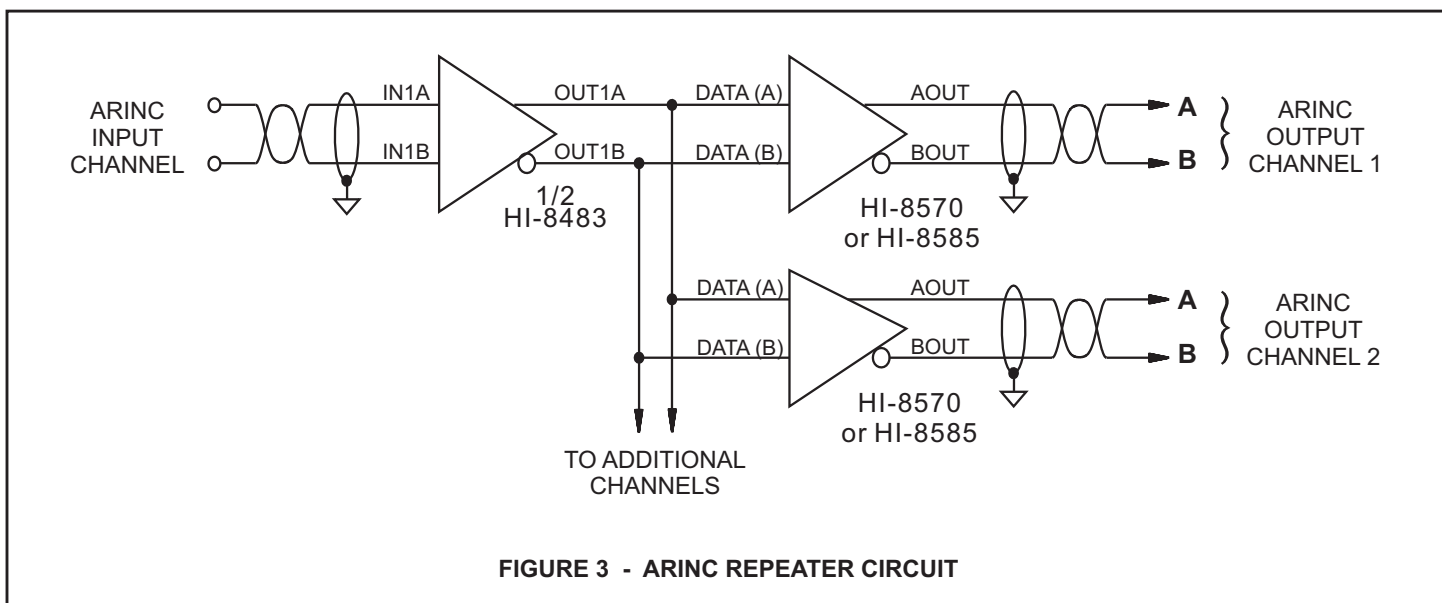 ARINC
INPUT
CHANNEL
IN1A
IN1B
OUT1A
OUT1B
1/2
HI-8483
DATA (A)
DATA (B)
AOUT
BOUT
HI-8570
or HI-8585
A
B
ARINC
OUTPUT
CHANNEL 1
DATA (A)
DATA (B)
AOUT
BOUT
HI-8570
or HI-8585
A
B
ARINC
OUTPUT
CHANNEL 2
TO ADDITIONAL
CHANNELS
FIGURE 3 - ARINC REPEATER CIRCUIT